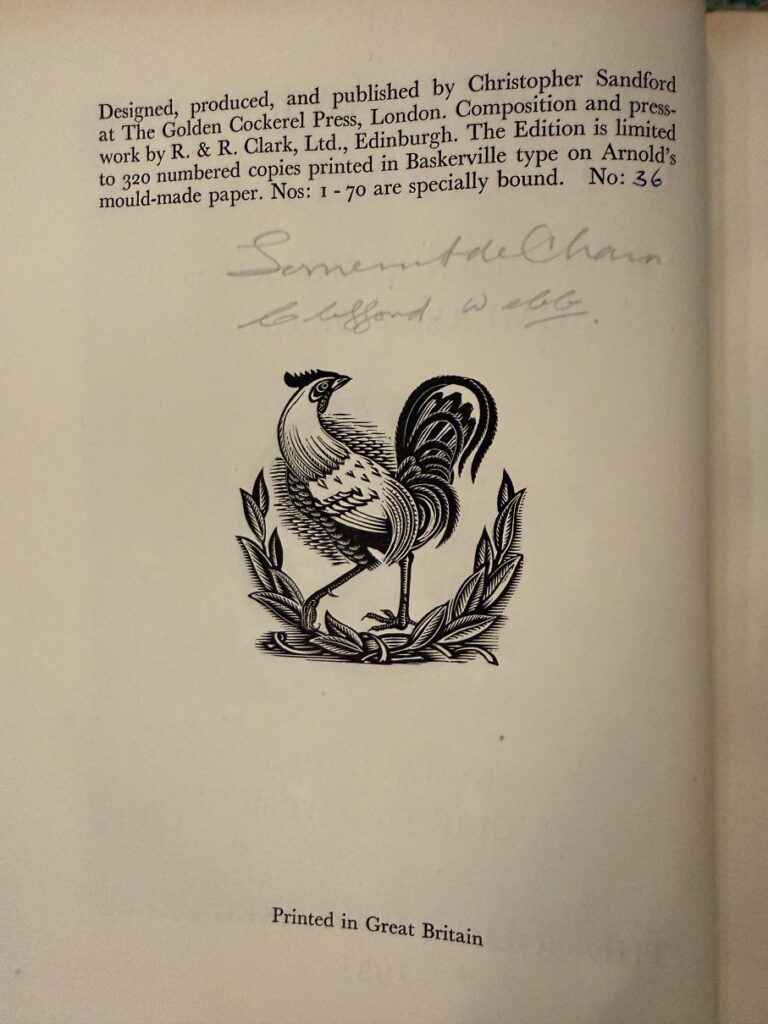 Designed, produced, and published by Christopher Sandford
at The Golden Cockerel Press, London. Composition and press-
work by R. & R. Clark, Ltd., Edinburgh. The Edition is limited
to 320 numbered copies printed in Baskerville type on Arnold's
mould-made paper. Nos: 1 - 70 are specially bound. No: 36
Somerset de Chair
Clifford Webb.
Printed in Great Britain